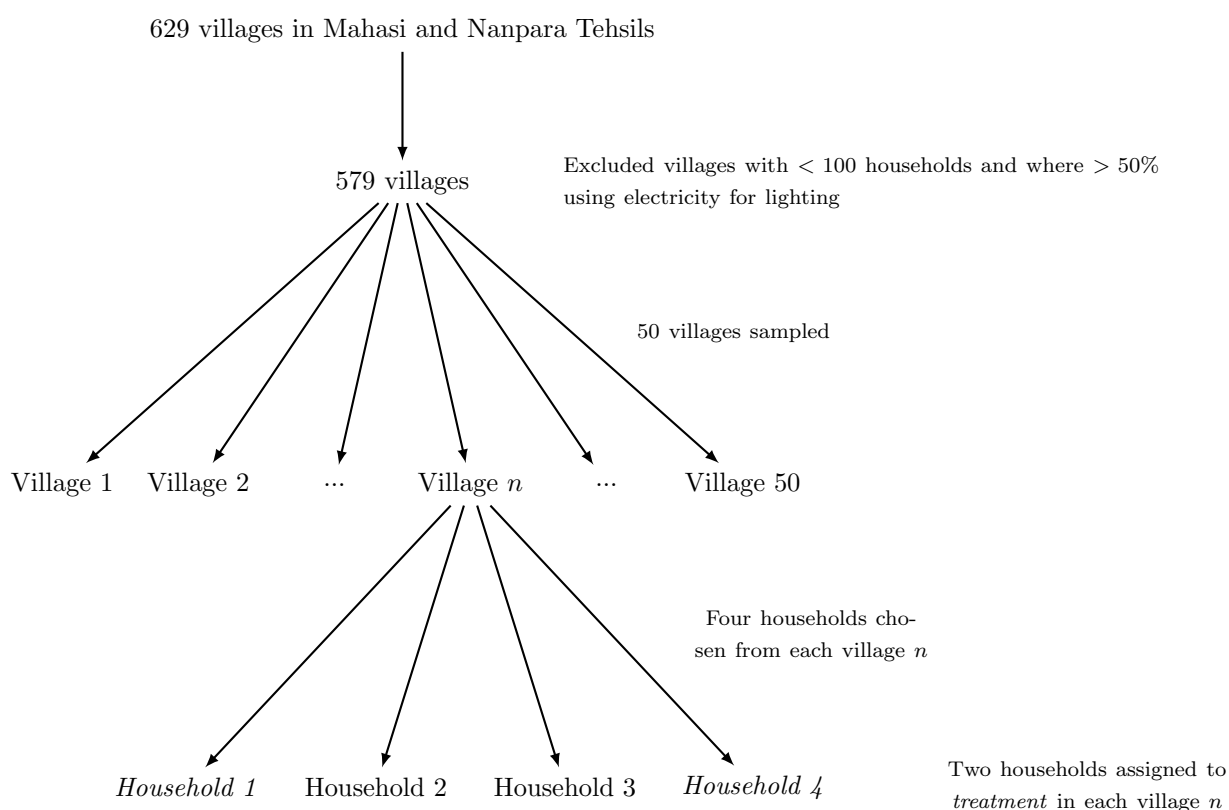 629 villages in Mahasi and Nanpara Tehsils
579 villages
Excluded villages with < 100 households and where > 50%
using electricity for lighting
50 villages sampled
Village 1 Village 2 ... Village n ... Village 50
Four households cho-
sen from each village n
Household 1 Household 2 Household 3 Household 4
Two households assigned to
treatment in each village n